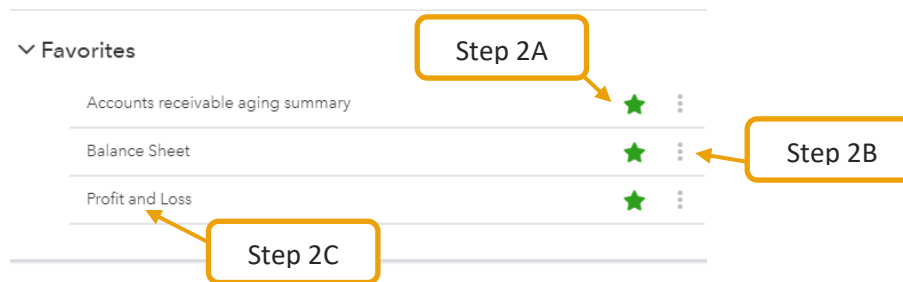 Favorites
Step 2A
Accounts receivable aging summary
Balance Sheet
Step 2B
Profit and Loss
Step 2C